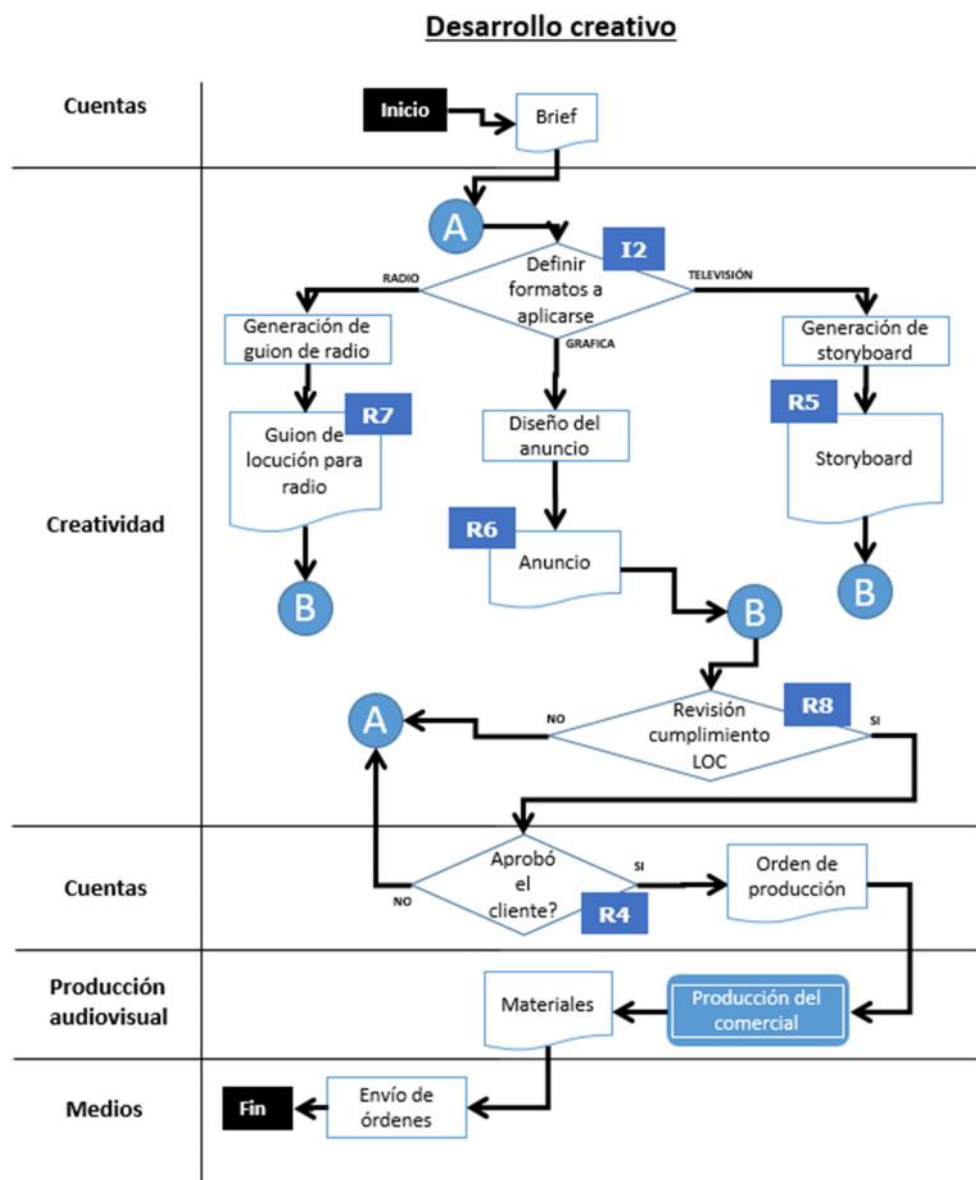 Desarrollo creativo
Cuentas
Inicio
Brief
A
I2
Definir
formatos a
aplicarse
RADIO
TELEVISIÓN
GRAFICA
Generación de
guion de radio
Generación de
storyboard
R7
R5
Guion de
locución para
radio
Diseño del
anuncio
Storyboard
Creatividad
R6
Anuncio
B
B
B
A
R8
NO
Revisión
cumplimiento
LOC
SI
Cuentas
Aprobó
el
cliente?
NO
SI
R4
Orden de
producción
Producción
audiovisual
Materiales
Producción del
comercial
Medios
Fin
Envío de
órdenes